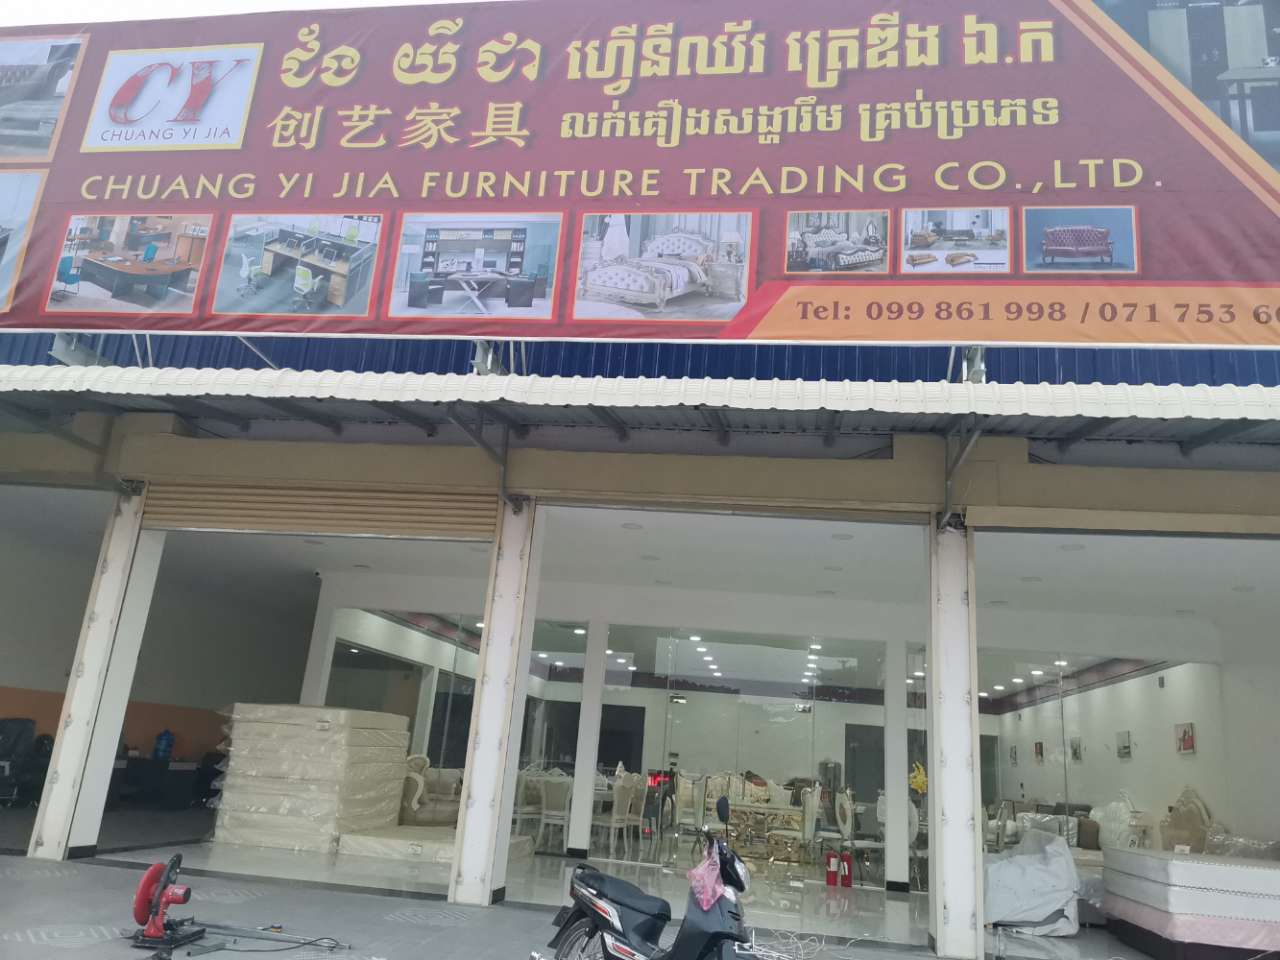 CY
CHUANG YI JIA
ជ័ង យី ជា ហ្វើនីឈ័រ ត្រេឌីង ឯ.ក
创艺家具 លក់គ្រឿងសង្ហារឹម គ្រប់ប្រភេទ
CHUANG YI JIA FURNITURE TRADING CO.,LTD.
Tel: 099 861 998 / 071 753